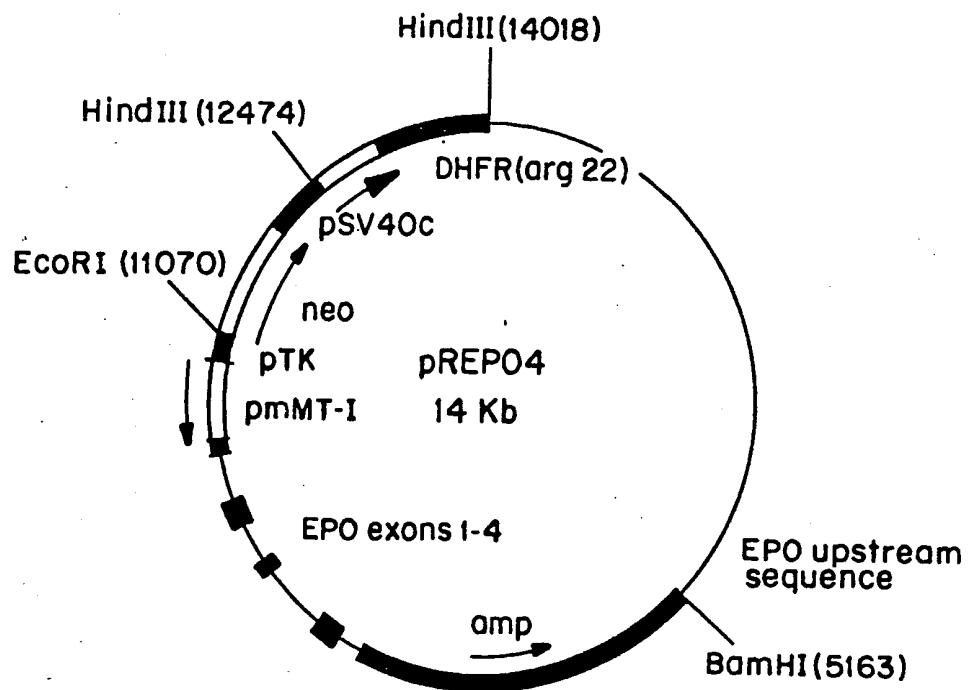 HindIII (14018)
HindIII (12474)
DHFR (arg 22)
pSV40c
EcoRI (11070)
neo
pTK
pREPO4
pmMT-I
14 Kb
EPO exons 1-4
EPO upstream
sequence
amp
BamHI (5163)